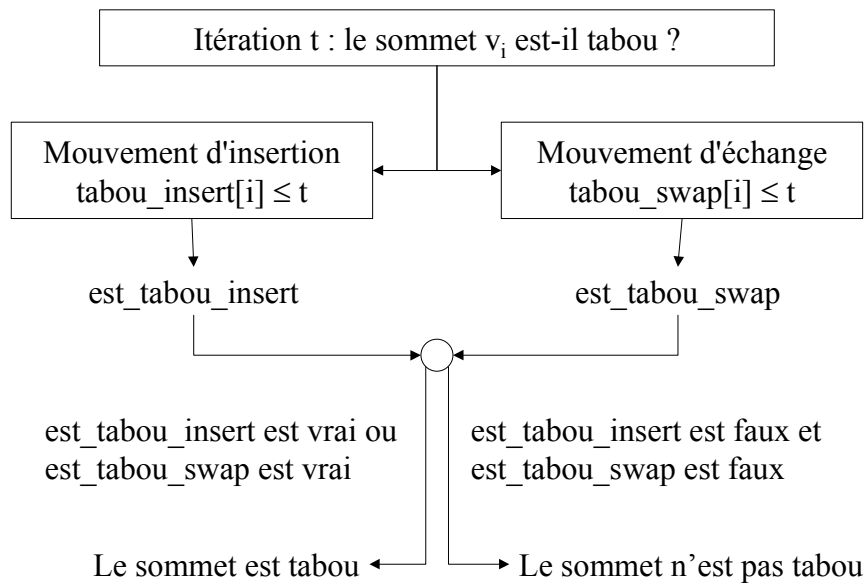 Itération t : le sommet vᵢ est-il tabou ?
Mouvement d'insertion
tabou_insert[i] ≤ t
Mouvement d'échange
tabou_swap[i] ≤ t
est_tabou_insert
est_tabou_swap
est_tabou_insert est vrai ou
est_tabou_swap est vrai
est_tabou_insert est faux et
est_tabou_swap est faux
Le sommet est tabou
Le sommet n’est pas tabou